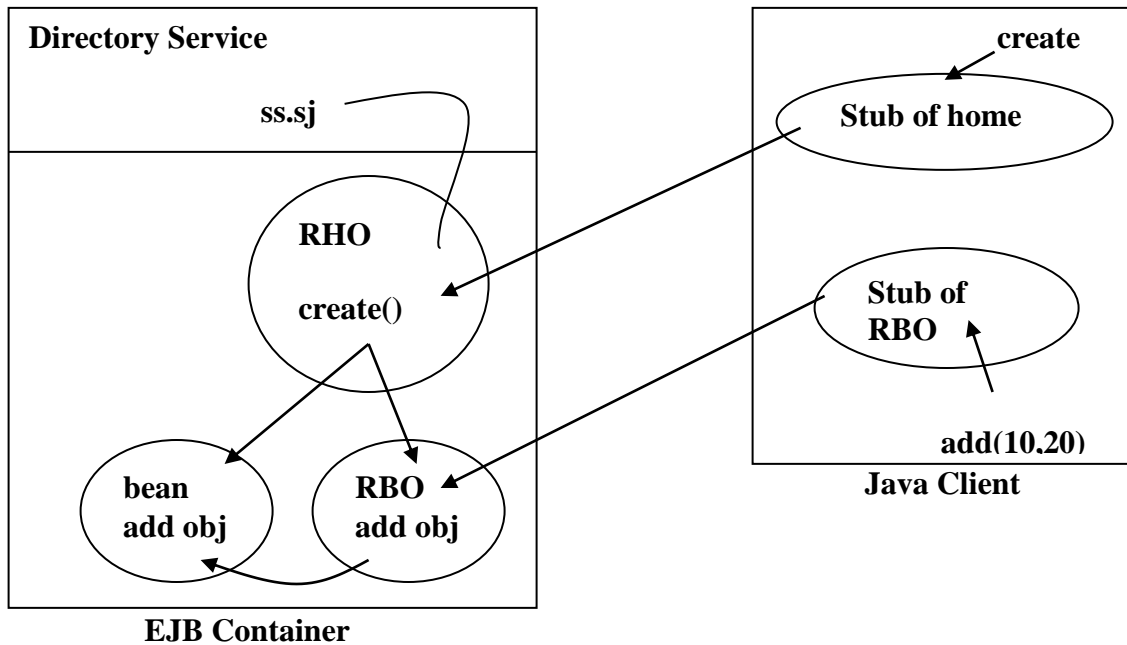 Directory Service
ss.sj
RHO
create()
bean
add obj
RBO
add obj
EJB Container
create
Stub of home
Stub of
RBO
add(10,20)
Java Client